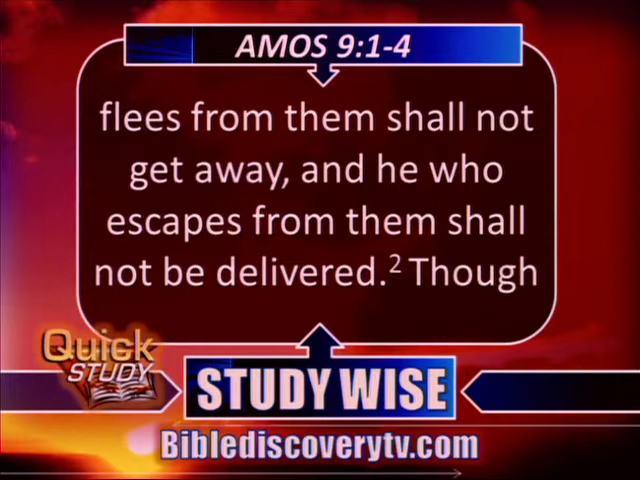 AMOS 9:1-4
flees from them shall not
get away, and he who
escapes from them shall
not be delivered.² Though
Quick
STUDY
STUDY WISE
Biblediscoverytv.com